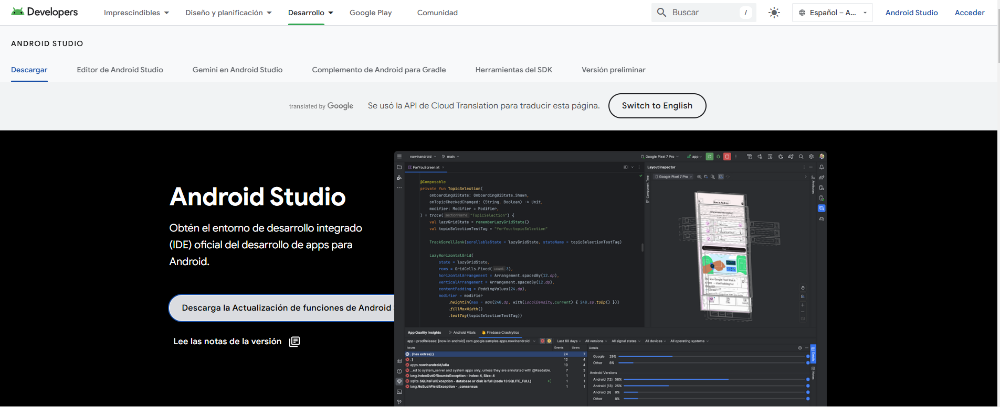 Developers
Imprescindibles
Diseño y planificación
Desarrollo
Google Play
Comunidad
Buscar
/
Español – A...
Android Studio
Acceder
ANDROID STUDIO
Descargar
Editor de Android Studio
Gemini en Android Studio
Complemento de Android para Gradle
Herramientas del SDK
Versión preliminar
translated by Google
Se usó la API de Cloud Translation para traducir esta página.
Switch to English
Android Studio
Obtén el entorno de desarrollo integrado
(IDE) oficial del desarrollo de apps para
Android.
Descarga la Actualización de funciones de Android
Lee las notas de la versión
nowinandroid
main
Google Pixel 7 Pro
app
ForYouScreen.kt
@Composable
private fun TopicSelection(
onboardingUiState: OnboardingUiState.Shown,
onTopicCheckedChanged: (String, Boolean) -> Unit,
modifier: Modifier = Modifier,
) = trace( sectionName: "TopicSelection") {
val lazyGridState = rememberLazyGridState()
val topicSelectionTestTag = "forYou:topicSelection"
TrackScrollJank(scrollableState = lazyGridState, stateName = topicSelectionTestTag)
LazyHorizontalGrid(
state = lazyGridState,
rows = GridCells.Fixed( count: 3),
horizontalArrangement = Arrangement.spacedBy(12.dp),
verticalArrangement = Arrangement.spacedBy(12.dp),
contentPadding = PaddingValues(24.dp),
modifier = modifier
.heightIn(max = max(240.dp, with(LocalDensity.current) { 240.sp.toDp() }))
.fillMaxWidth()
.testTag(topicSelectionTestTag))
Layout Inspector
Google Pixel 7 Pro
Component Tree
Attributes
App Quality Insights
Android Vitals
Firebase Crashlytics
app › prodRelease: [now-in-android] com.google.samples.apps.nowinandroid
Last 60 days
All versions
All signal states
All devices
All operating systems
Issues Events Users
. (has extras) } 24 7
. } 12 4
apps.nowinandroid/u0a 10 4
...ed to system_server and system apps only, unless they are annotated with @Readable. 7 3
lang.IndexOutOfBoundsException - Index: 4, Size: 4 1 1
sqlite.SQLiteFullException - database or disk is full (code 13 SQLITE_FULL) 1 1
lang.NoSuchFieldException - _consensus 1 1
Details
Google 29%
Other 8%
Android Versions
Android (12) 58%
Android (13) 25%
Android (9) 8%
Other 8%
Details
Notes